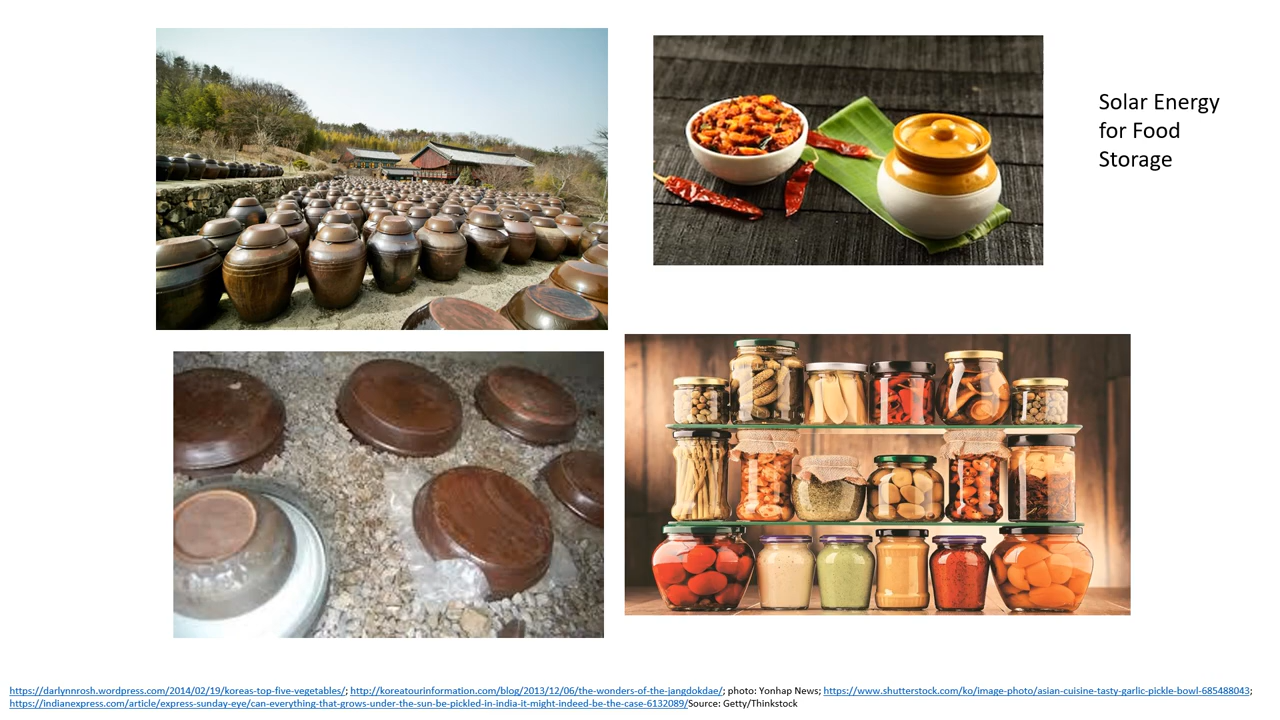 Solar Energy
for Food
Storage
https://darlynnrosh.wordpress.com/2014/02/19/koreas-top-five-vegetables/; http://koreatourinformation.com/blog/2013/12/06/the-wonders-of-the-jangdokdae/; photo: Yonhap News; https://www.shutterstock.com/ko/image-photo/asian-cuisine-tasty-garlic-pickle-bowl-685488043;
https://indianexpress.com/article/express-sunday-eye/can-everything-that-grows-under-the-sun-be-pickled-in-india-it-might-indeed-be-the-case-6132089/Source: Getty/Thinkstock